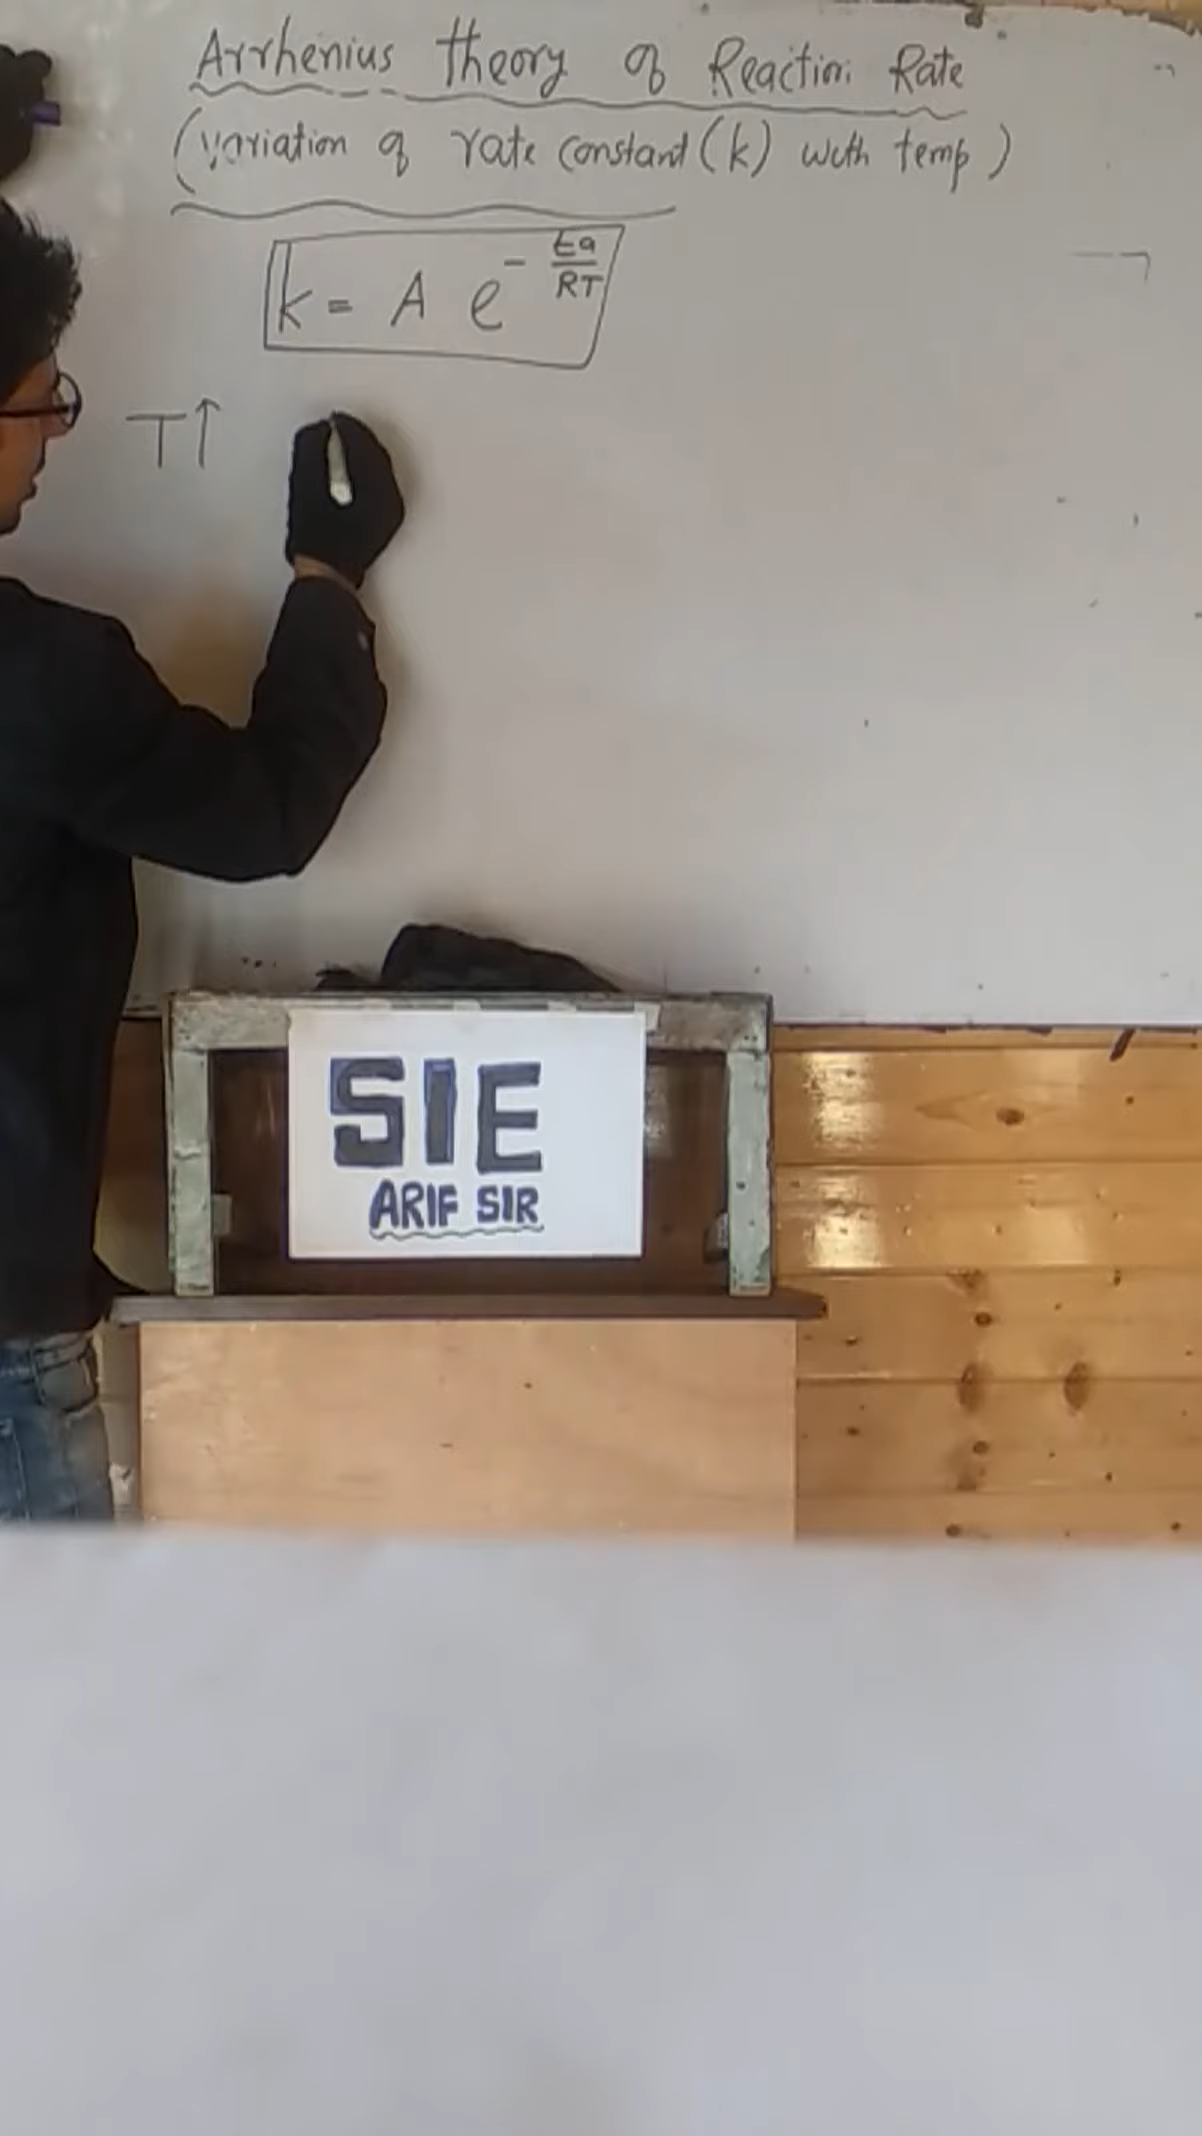 Arrhenius theory of Reaction Rate
(variation of rate constant (k) with temp)
k = A e^-Ea/RT
T↑
SIE
ARIF SIR